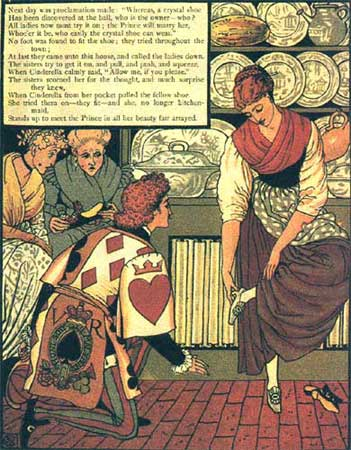 Next day was proclamation made: "Whereas, a crystal shoe
Has been discovered at the ball, who is the owner—who?
All ladies now must try it on; the Prince will marry her,
Whoe'er it be, who easily the crystal shoe can wear."
No foot was found to fit the shoe; they tried throughout the
town;
At last they came unto this house, and called the ladies down.
The sisters try to get it on, and pull, and push, and squeeze,
When Cinderella calmly said, "Allow me, if you please."
The sisters scorned her for the thought, and much surprise
they knew,
When Cinderella from her pocket pulled the fellow shoe.
She tried them on—they fit—and she, no longer kitchen-
maid,
Stands up to meet the Prince in all her beauty fair arrayed.
V R